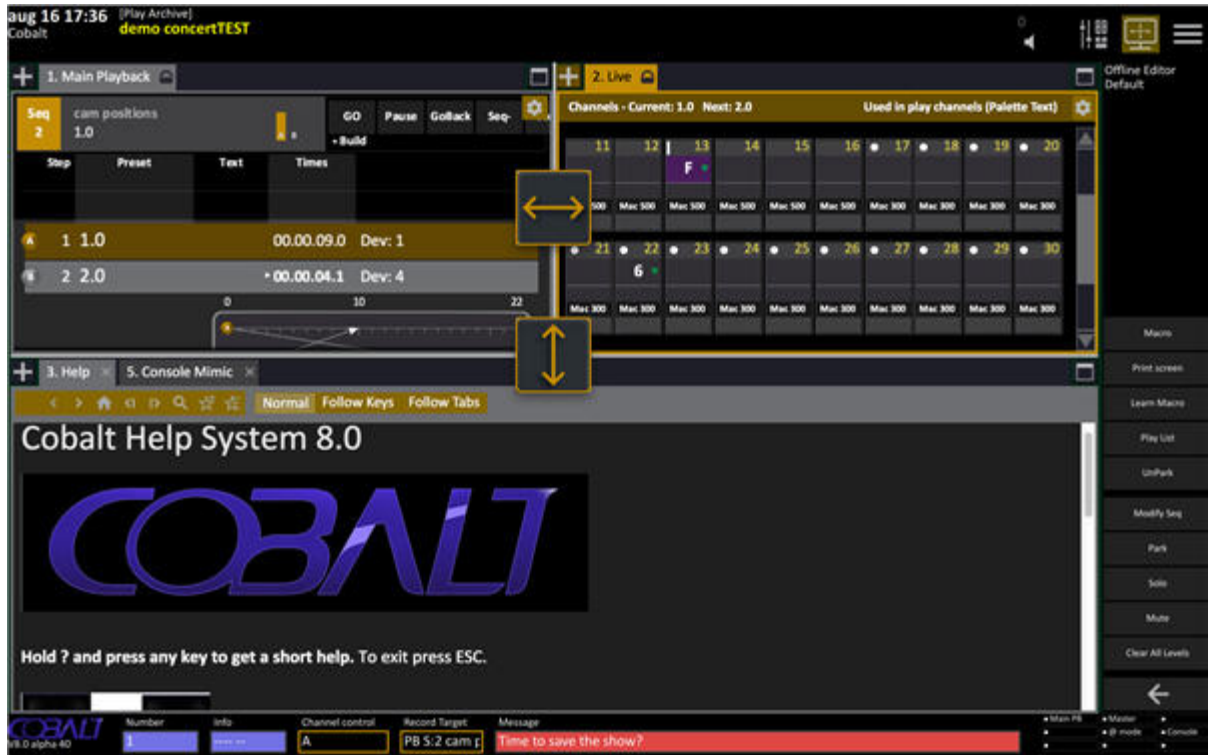 aug 16 17:36 [Play Archive]
Cobalt demo concertTEST
0
1. Main Playback
2. Live
Offline Editor
Default
Seq
2
cam positions
1.0
A B
GO Pause GoBack Seq-
Build
Channels - Current: 1.0 Next: 2.0 Used in play channels (Palette Text)
Step Preset Text Times
11 12 13 14 15 16 17 18 19 20
F
500 Mac 500 Mac 500 Mac 500 Mac 500 Mac 500 Mac 300 Mac 300 Mac 300 Mac 300
A 1 1.0 00.00.09.0 Dev: 1
B 2 2.0 00.00.04.1 Dev: 4
21 22 23 24 25 26 27 28 29 30
6
Mac 300 Mac 300 Mac 300 Mac 300 Mac 300 Mac 300 Mac 300 Mac 300 Mac 300 Mac 300
0 10 22
3. Help 5. Console Mimic
Normal Follow Keys Follow Tabs
Cobalt Help System 8.0
COBALT
Hold ? and press any key to get a short help. To exit press ESC.
Macro
Print screen
Learn Macro
Play List
UnPark
Modify Seq
Park
Solo
Mute
Clear All Levels
COBALT
V8.0 alpha 40
Number
1
Info
Channel control
A
Record Target
PB S:2 cam p
Message
Time to save the show?
Main PB Master
@ mode Console